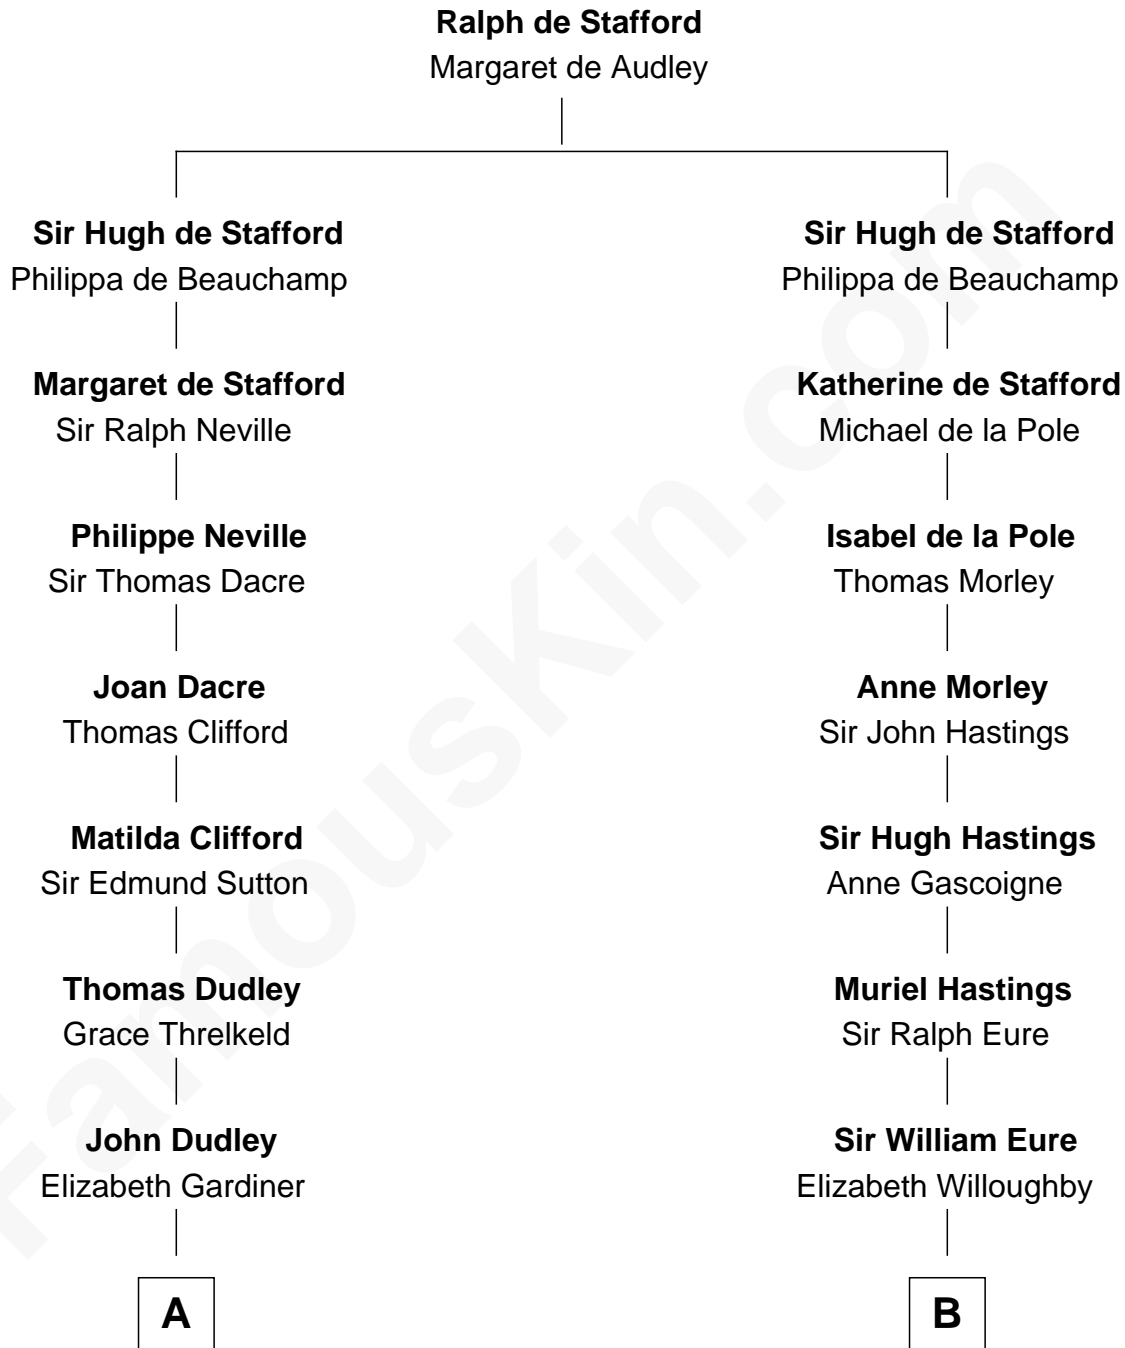 Ralph de Stafford
Margaret de Audley
Sir Hugh de Stafford
Philippa de Beauchamp
Sir Hugh de Stafford
Philippa de Beauchamp
Margaret de Stafford
Sir Ralph Neville
Katherine de Stafford
Michael de la Pole
Philippe Neville
Sir Thomas Dacre
Isabel de la Pole
Thomas Morley
Joan Dacre
Thomas Clifford
Anne Morley
Sir John Hastings
Matilda Clifford
Sir Edmund Sutton
Sir Hugh Hastings
Anne Gascoigne
Thomas Dudley
Grace Threlkeld
Muriel Hastings
Sir Ralph Eure
John Dudley
Elizabeth Gardiner
Sir William Eure
Elizabeth Willoughby
A
B
FamousKin.com